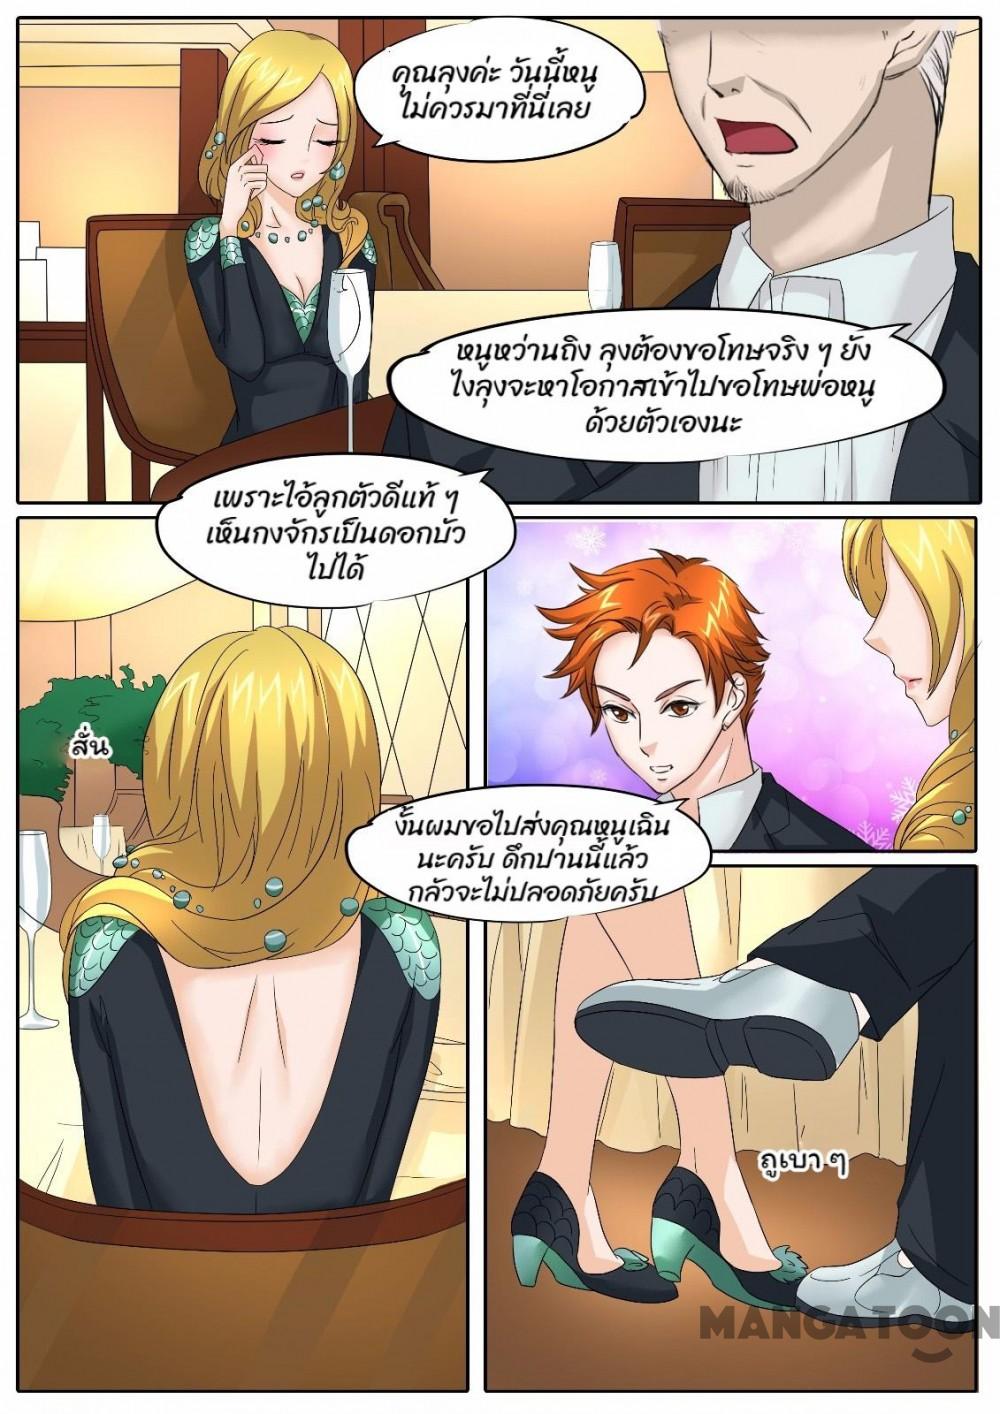 คุณลุงค่ะ วันนี้หนู
ไม่ควรมาที่นี่เลย
หนูหว่านถิง ลุงต้องขอโทษจริง ๆ ยัง
ไงลุงจะหาโอกาสเข้าไปขอโทษพ่อหนู
ด้วยตัวเองนะ
เพราะไอ้ลูกตัวดีแท้ ๆ
เห็นกงจักรเป็นดอกบัว
ไปได้
สั่น
งั้นผมขอไปส่งคุณหนูเฉิน
นะครับ ดึกปานนี้แล้ว
กลัวจะไม่ปลอดภัยครับ
ถูเบา ๆ
MANGATOON